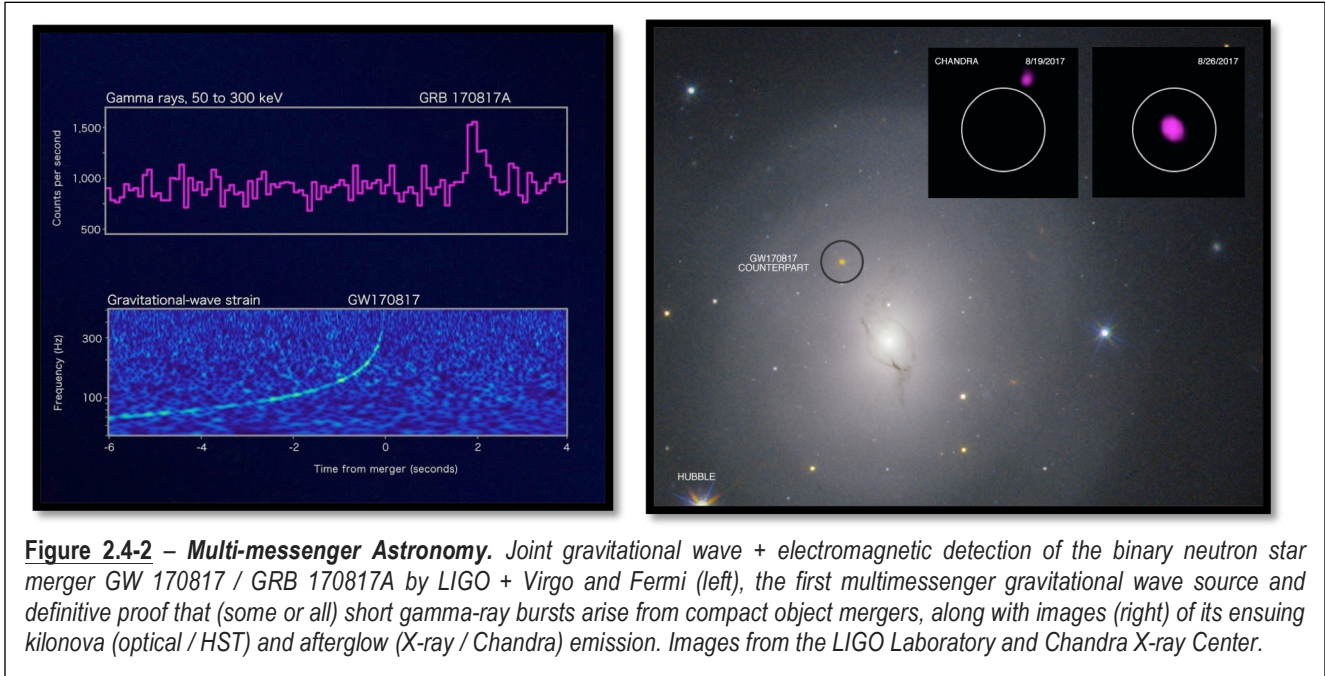 Gamma rays, 50 to 300 keV GRB 170817A
Counts per second
1,500
1,000
500
Gravitational-wave strain GW170817
Frequency (Hz)
300
100
-6 -4 -2 0 2 4
Time from merger (seconds)
CHANDRA 8/19/2017
8/26/2017
GW170817
COUNTERPART
HUBBLE
Figure 2.4-2 – Multi-messenger Astronomy. Joint gravitational wave + electromagnetic detection of the binary neutron star
merger GW 170817 / GRB 170817A by LIGO + Virgo and Fermi (left), the first multimessenger gravitational wave source and
definitive proof that (some or all) short gamma-ray bursts arise from compact object mergers, along with images (right) of its ensuing
kilonova (optical / HST) and afterglow (X-ray / Chandra) emission. Images from the LIGO Laboratory and Chandra X-ray Center.